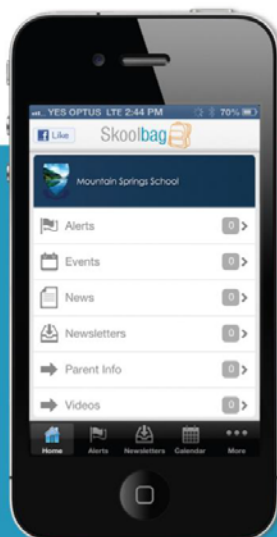 YES OPTUS LTE 2:44 PM 70%
Like Skoolbag
Mountain Springs School
Alerts 0
Events 0
News 0
Newsletters 0
Parent Info 0
Videos 0
Home Alerts Newsletters Calendar More